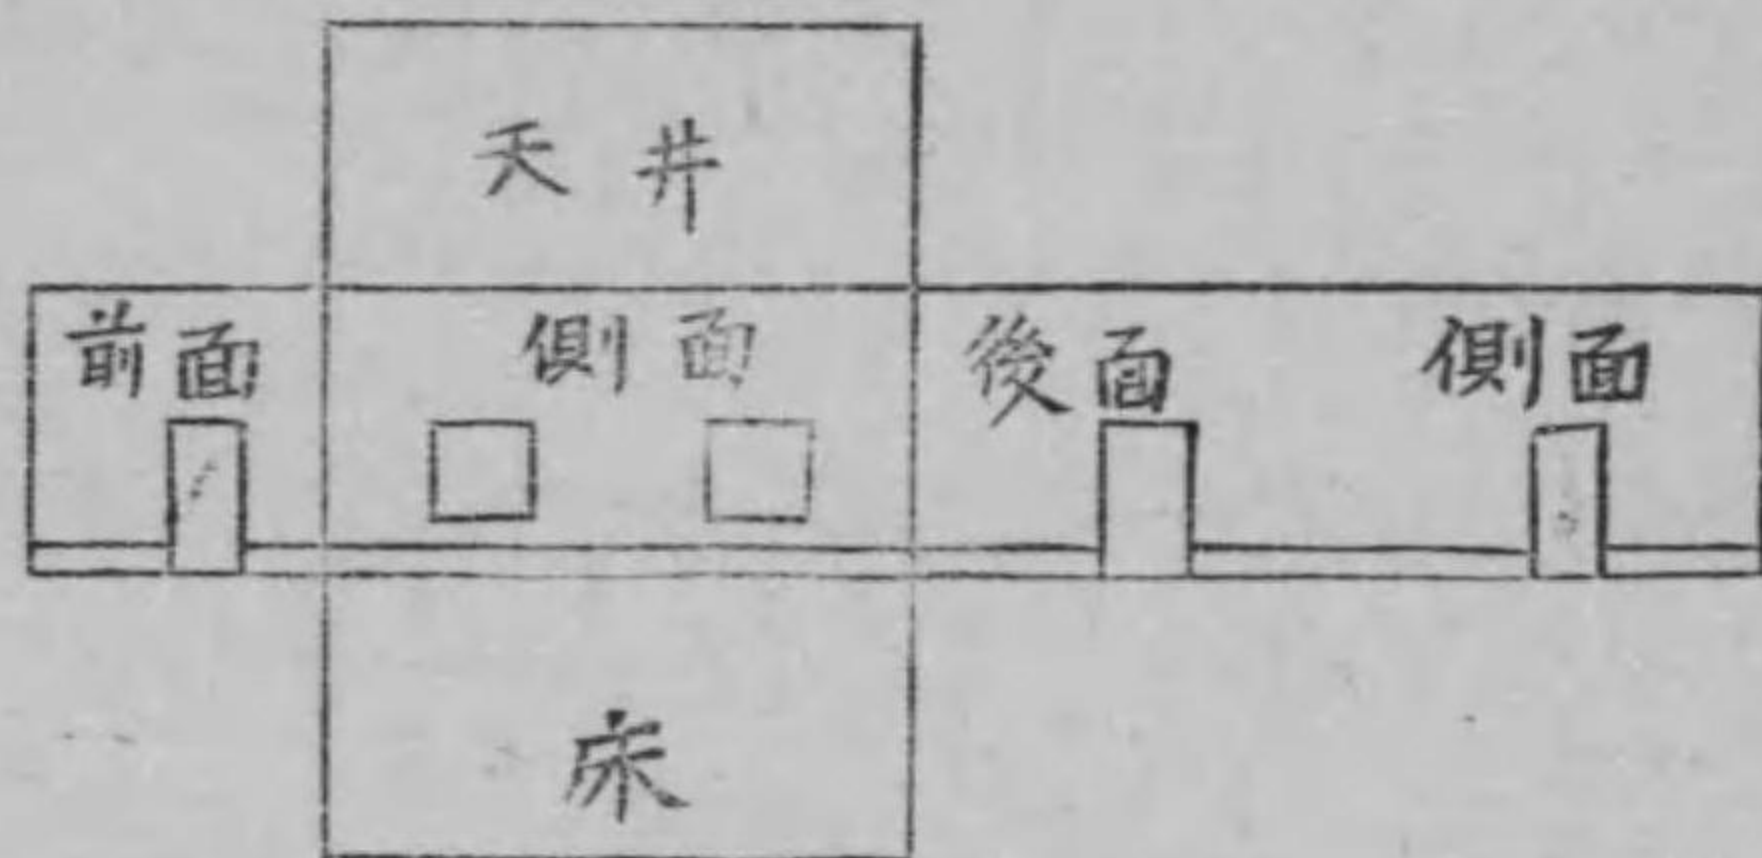 天井
前面 側面 後面 側面
床